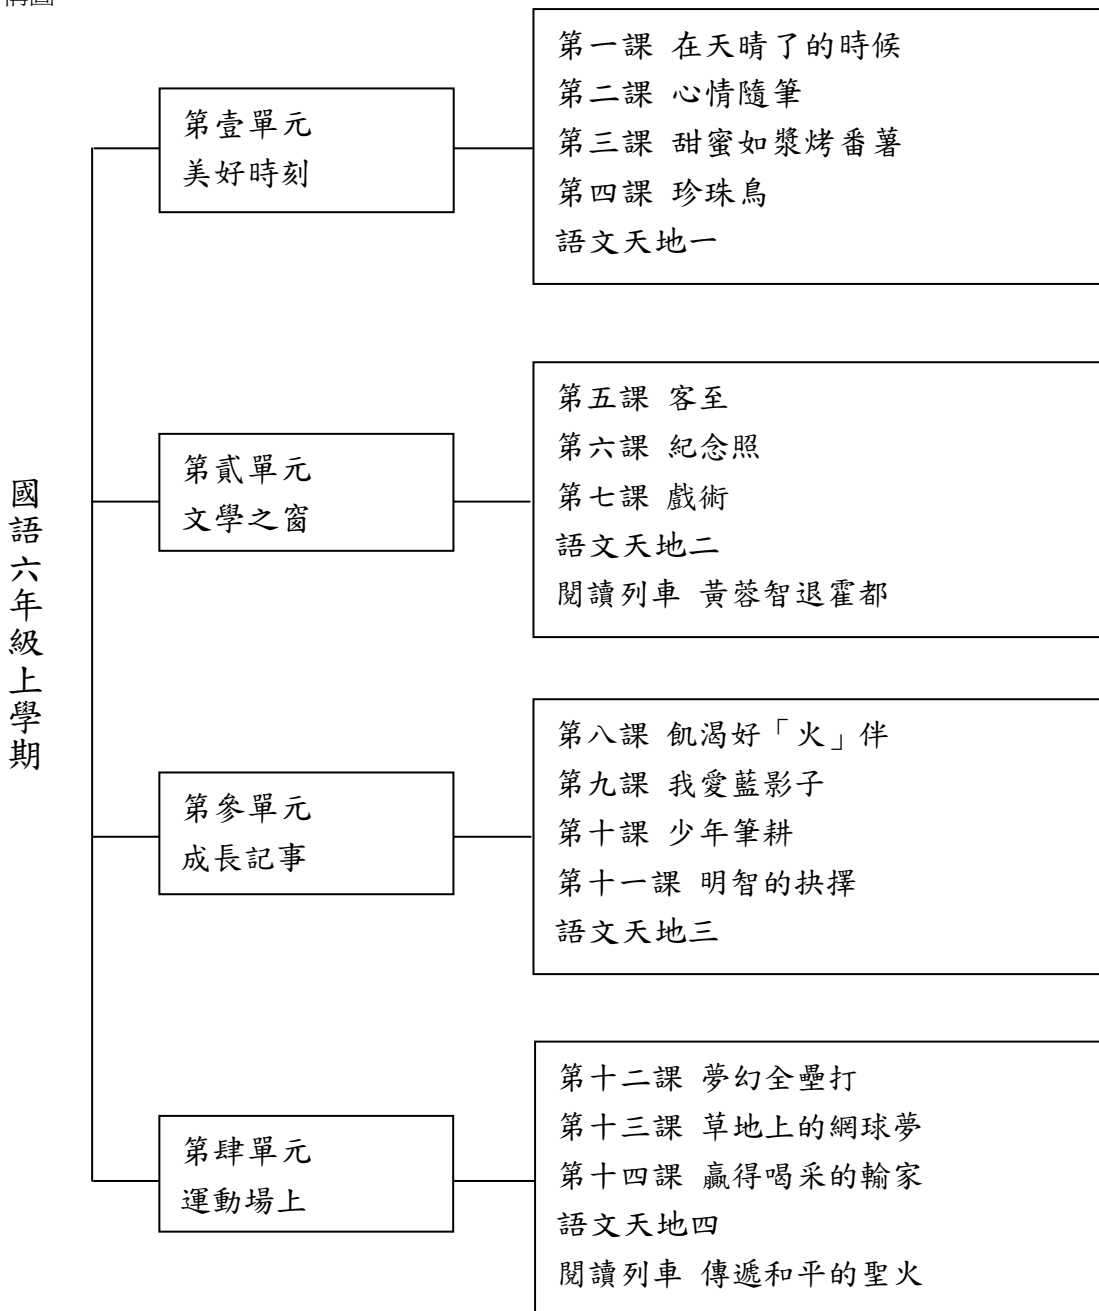 國語六年級上學期
第壹單元
美好時刻
第一課 在天晴了的時候
第二課 心情隨筆
第三課 甜蜜如漿烤番薯
第四課 珍珠鳥
語文天地一
第貳單元
文學之窗
第五課 客至
第六課 紀念照
第七課 戲術
語文天地二
閱讀列車 黃蓉智退霍都
第參單元
成長記事
第八課 飢渴好「火」伴
第九課 我愛藍影子
第十課 少年筆耕
第十一課 明智的抉擇
語文天地三
第肆單元
運動場上
第十二課 夢幻全壘打
第十三課 草地上的網球夢
第十四課 贏得喝采的輸家
語文天地四
閱讀列車 傳遞和平的聖火